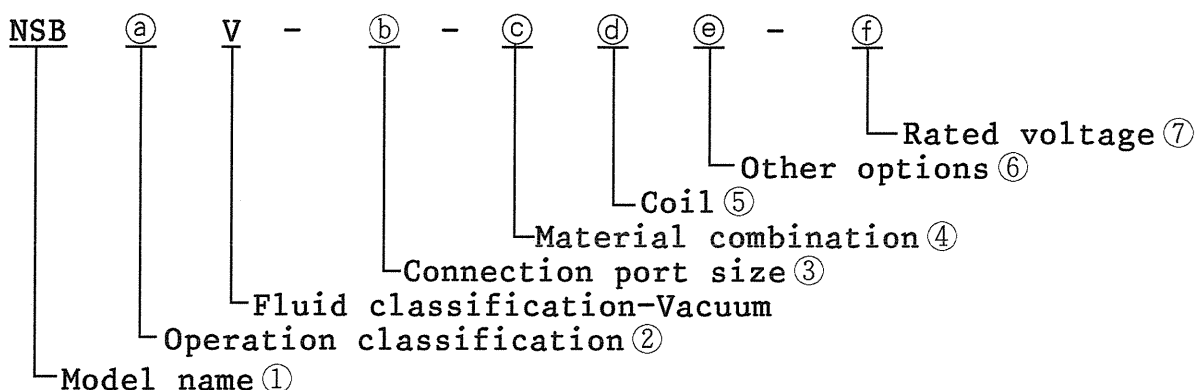 NSB ⓐ V - ⓑ - ⓒ ⓓ ⓔ - ⓕ
Rated voltage ⑦
Other options ⑥
Coil ⑤
Material combination ④
Connection port size ③
Fluid classification-Vacuum
Operation classification ②
Model name ①